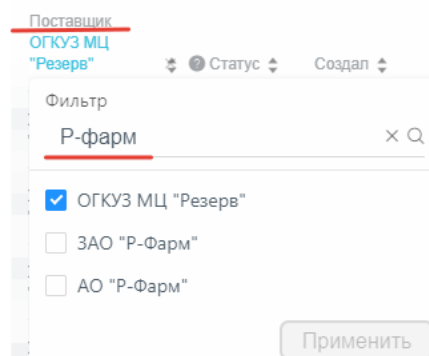 Поставщик
ОГКУЗ МЦ
"Резерв" Статус Создал
Фильтр
Р-фарм
ОГКУЗ МЦ "Резерв"
ЗАО "Р-Фарм"
АО "Р-Фарм"
Применить